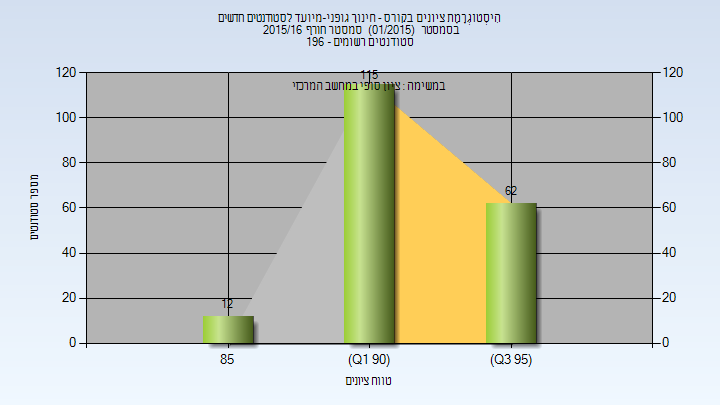 הִיסְטוֹגְרָמַת ציונים בקורס - חינוך גופני-מיועד לסטודנטים חדשים
בסמסטר (01/2015) סמסטר חורף 2015/16
סטודנטים רשומים - 196
במשימה : ציון סופי במחשב המרכזי
120
100
80
60
40
20
0
120
100
80
60
40
20
0
מספר סטודנטים
12
115
62
85
(Q1 90)
(Q3 95)
טווח ציונים